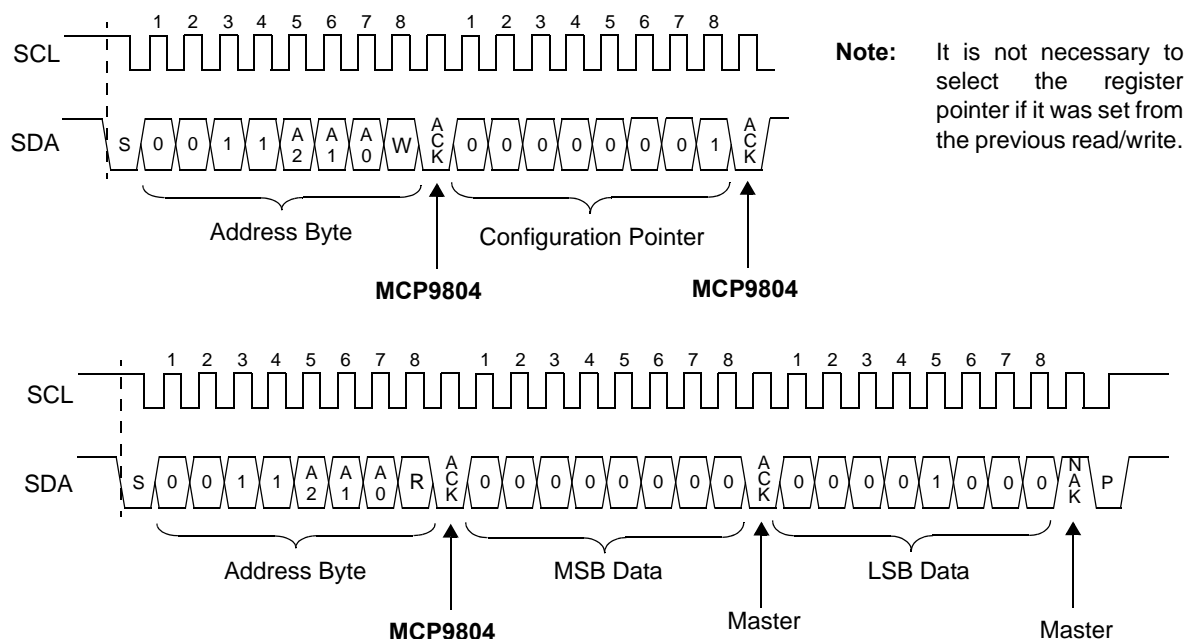 1 2 3 4 5 6 7 8 1 2 3 4 5 6 7 8
SCL
SDA
S 0 0 1 1 A2 A1 A0 W ACK 0 0 0 0 0 0 0 1 ACK
Address Byte
Configuration Pointer
MCP9804
MCP9804
Note: It is not necessary to
select the register
pointer if it was set from
the previous read/write.
1 2 3 4 5 6 7 8 1 2 3 4 5 6 7 8 1 2 3 4 5 6 7 8
SCL
SDA
S 0 0 1 1 A2 A1 A0 R ACK 0 0 0 0 0 0 0 0 ACK 0 0 0 0 1 0 0 0 NAK P
Address Byte
MSB Data
LSB Data
MCP9804
Master
Master